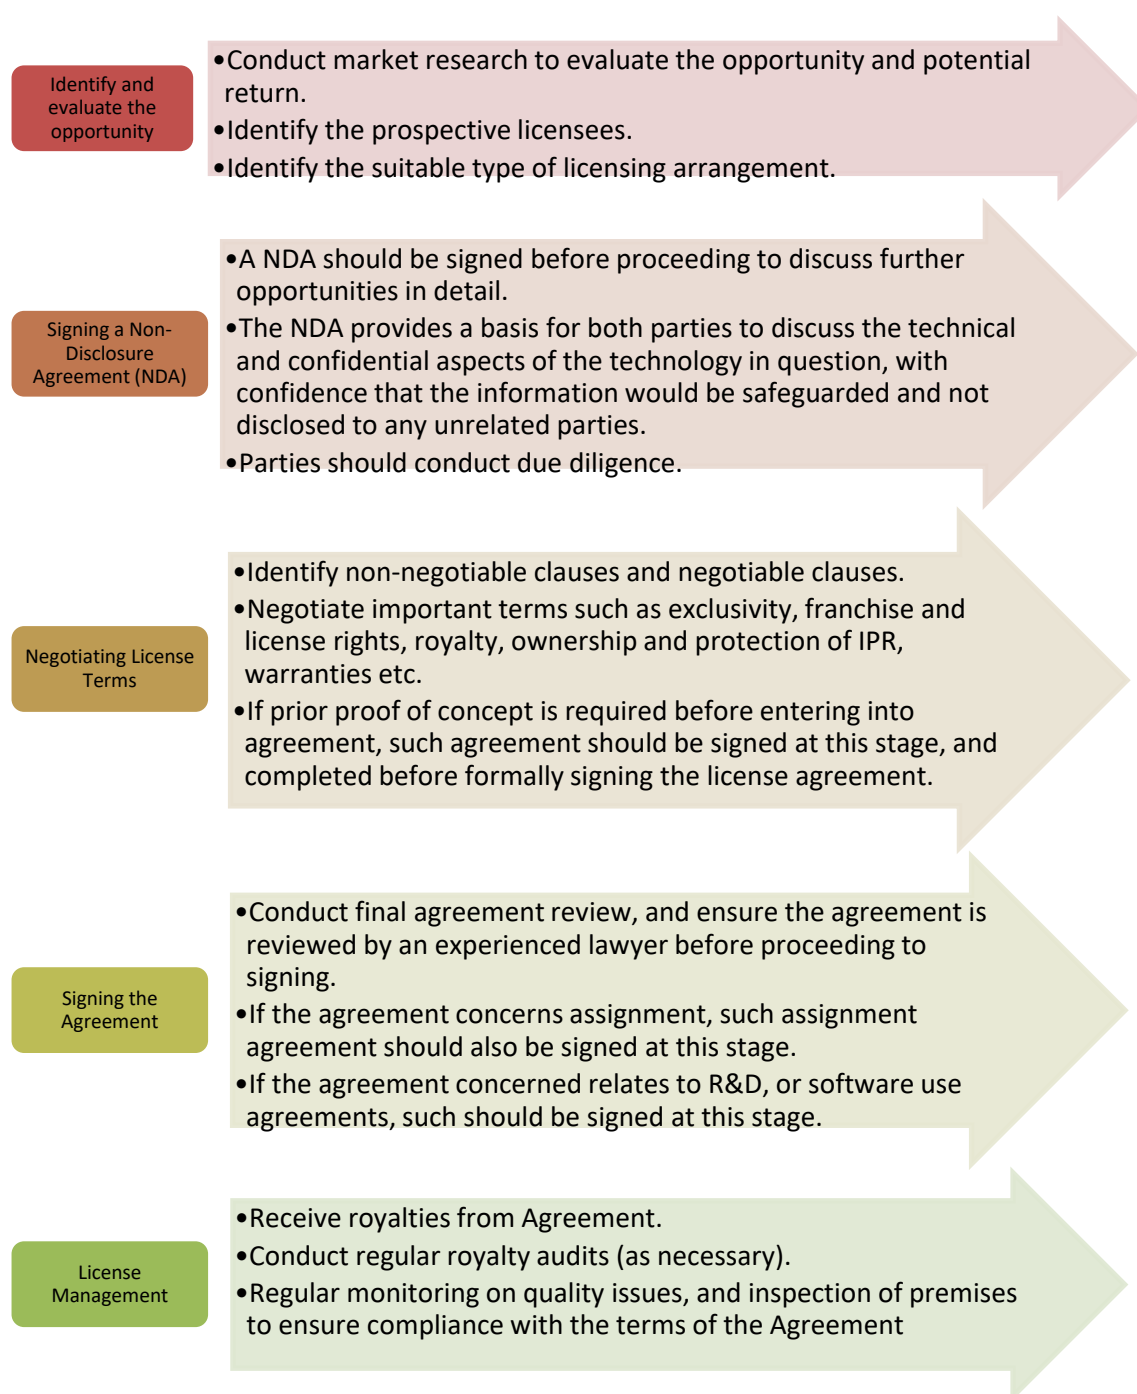 Identify and
evaluate the
opportunity
•Conduct market research to evaluate the opportunity and potential
return.
•Identify the prospective licensees.
•Identify the suitable type of licensing arrangement.
Signing a Non-
Disclosure
Agreement (NDA)
•A NDA should be signed before proceeding to discuss further
opportunities in detail.
•The NDA provides a basis for both parties to discuss the technical
and confidential aspects of the technology in question, with
confidence that the information would be safeguarded and not
disclosed to any unrelated parties.
•Parties should conduct due diligence.
Negotiating License
Terms
•Identify non-negotiable clauses and negotiable clauses.
•Negotiate important terms such as exclusivity, franchise and
license rights, royalty, ownership and protection of IPR,
warranties etc.
•If prior proof of concept is required before entering into
agreement, such agreement should be signed at this stage, and
completed before formally signing the license agreement.
Signing the
Agreement
•Conduct final agreement review, and ensure the agreement is
reviewed by an experienced lawyer before proceeding to
signing.
•If the agreement concerns assignment, such assignment
agreement should also be signed at this stage.
•If the agreement concerned relates to R&D, or software use
agreements, such should be signed at this stage.
License
Management
•Receive royalties from Agreement.
•Conduct regular royalty audits (as necessary).
•Regular monitoring on quality issues, and inspection of premises
to ensure compliance with the terms of the Agreement